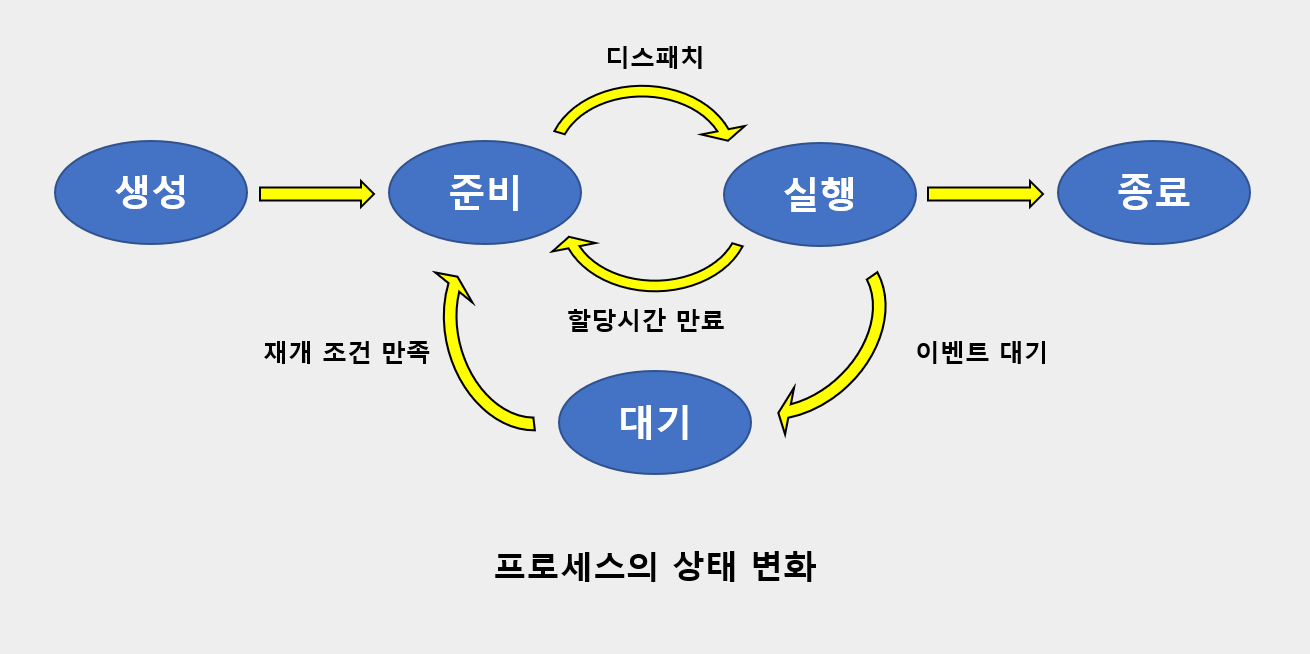 디스패치
생성
준비
실행
종료
할당시간 만료
재개 조건 만족
이벤트 대기
대기
프로세스의 상태 변화